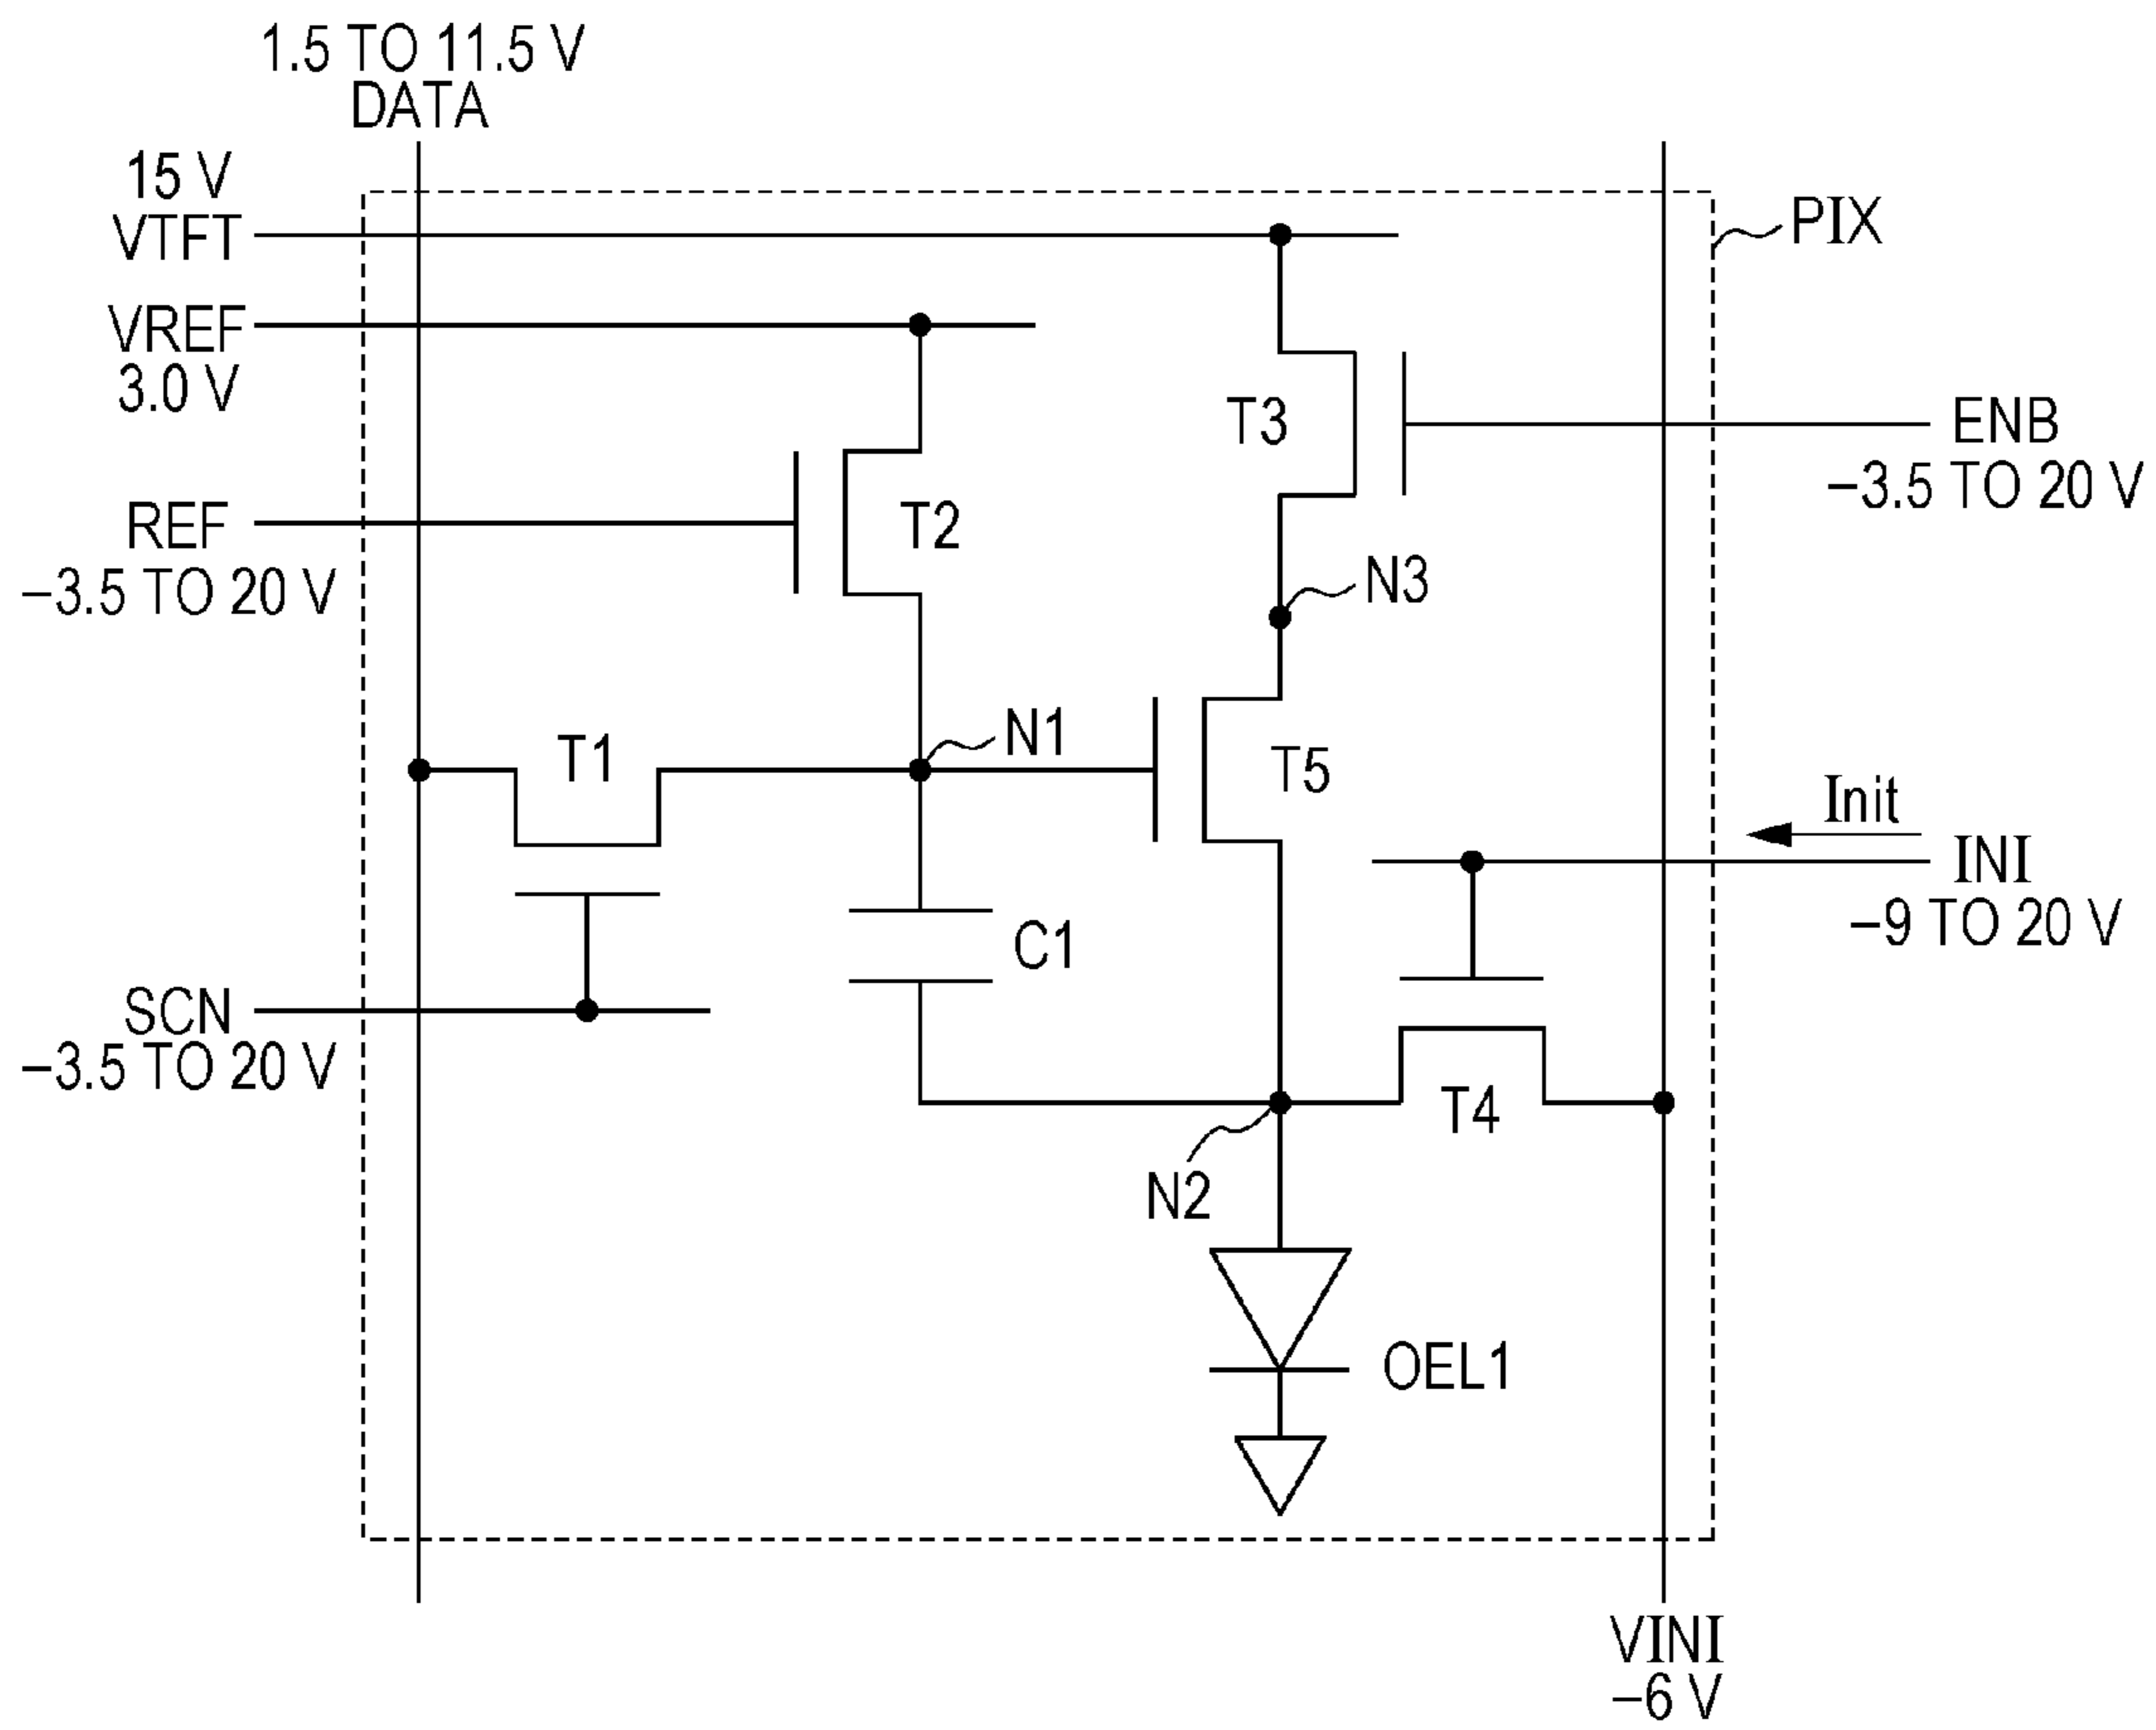 1.5 TO 11.5 V
DATA
15 V
VTFT
PIX
VREF
3.0 V
T3
ENB
−3.5 TO 20 V
REF
−3.5 TO 20 V
T2
N3
T1
N1
T5
Init
INI
−9 TO 20 V
C1
SCN
−3.5 TO 20 V
T4
N2
OEL1
VINI
−6 V